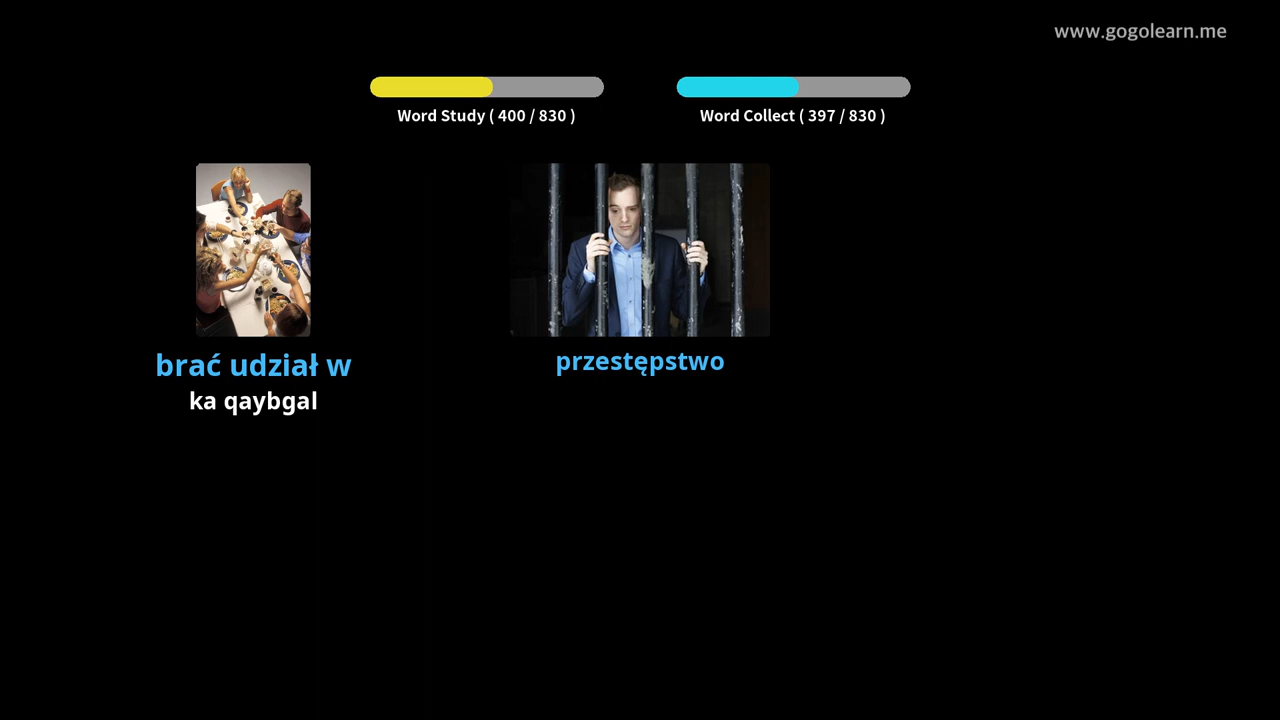 www.gogolearn.me
Word Study ( 400 / 830 )
Word Collect ( 397 / 830 )
brać udział w
ka qaybgal
przestępstwo